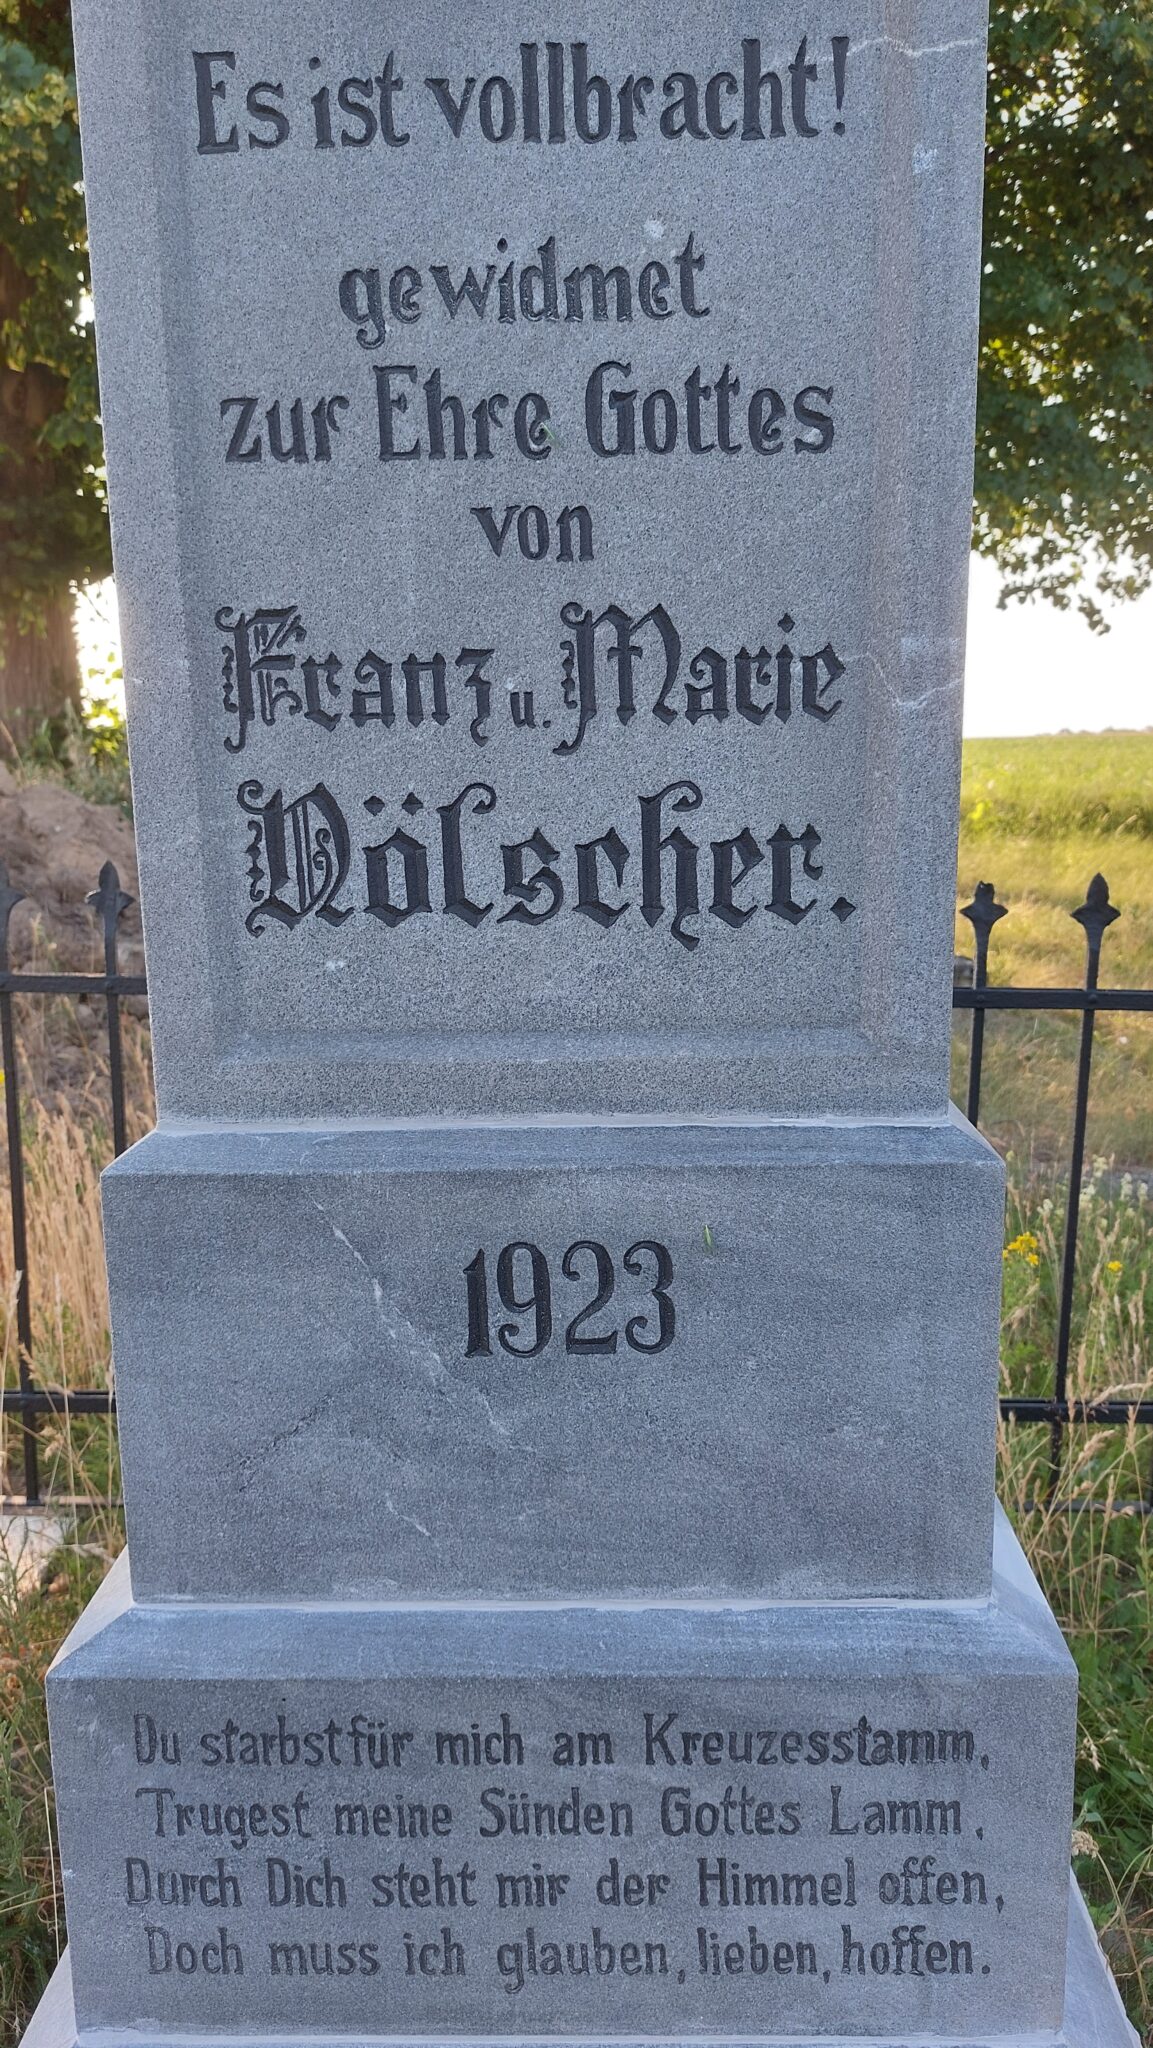 Es ist vollbracht!
gewidmet
zur Ehre Gottes
von
Franz u. Marie
Nölscher.
1923
Du starbst für mich am Kreuzesstamm,
Trugest meine Sünden Gottes Lamm.
Durch Dich steht mir der Himmel offen,
Doch muss ich glauben, lieben, hoffen.